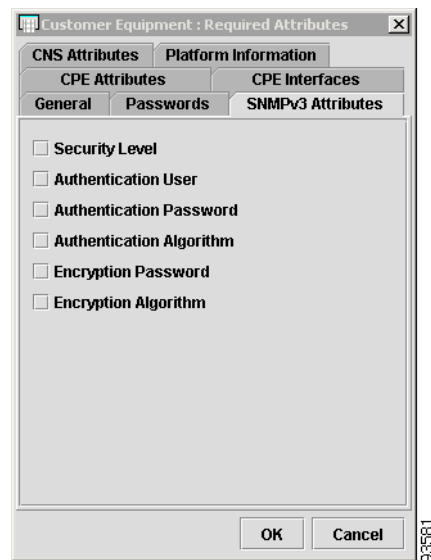 Customer Equipment : Required Attributes
CNS Attributes Platform Information
CPE Attributes CPE Interfaces
General Passwords SNMPv3 Attributes
Security Level
Authentication User
Authentication Password
Authentication Algorithm
Encryption Password
Encryption Algorithm
OK Cancel
93581